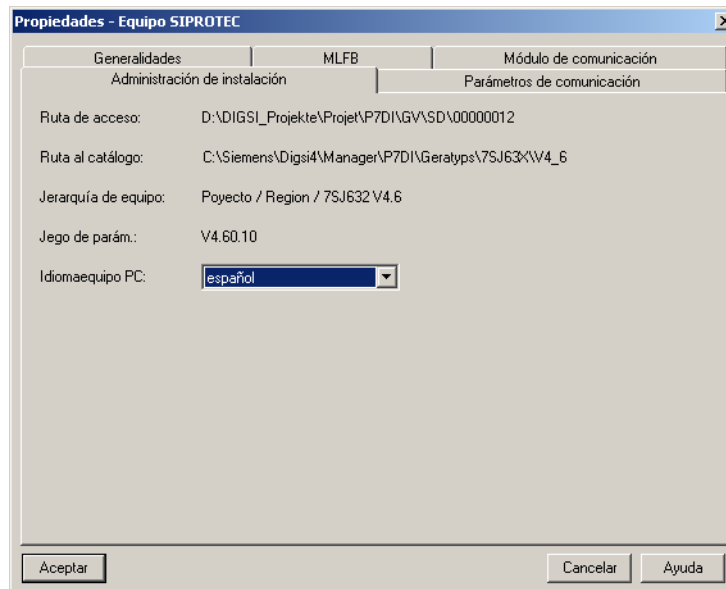 Propiedades - Equipo SIPROTEC
Generalidades MLFB Módulo de comunicación
Administración de instalación Parámetros de comunicación
Ruta de acceso: D:\DIGSI_Projekte\Projet\P7DI\GV\SD\00000012
Ruta al catálogo: C:\Siemens\Digsi4\Manager\P7DI\Geratyps\7SJ63X\V4_6
Jerarquía de equipo: Poyecto / Region / 7SJ632 V4.6
Jego de parám.: V4.60.10
Idiomaequipo PC: español
Aceptar Cancelar Ayuda